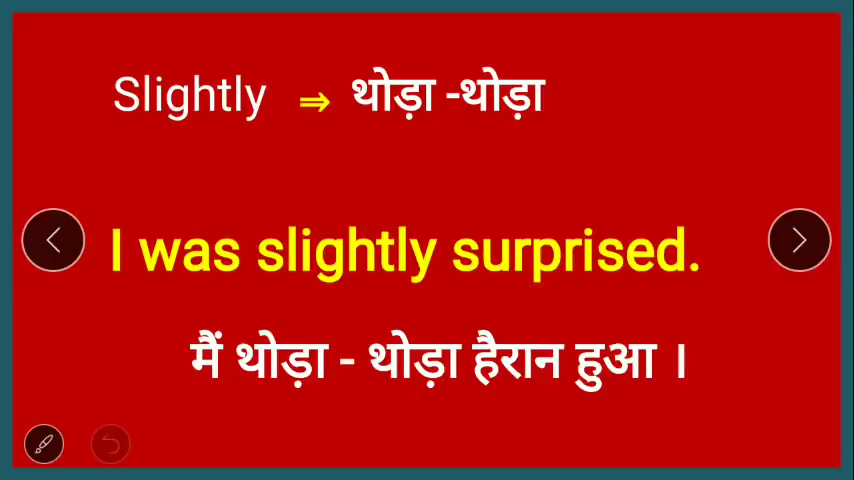 Slightly ⇒ थोड़ा -थोड़ा
I was slightly surprised.
मैं थोड़ा - थोड़ा हैरान हुआ ।